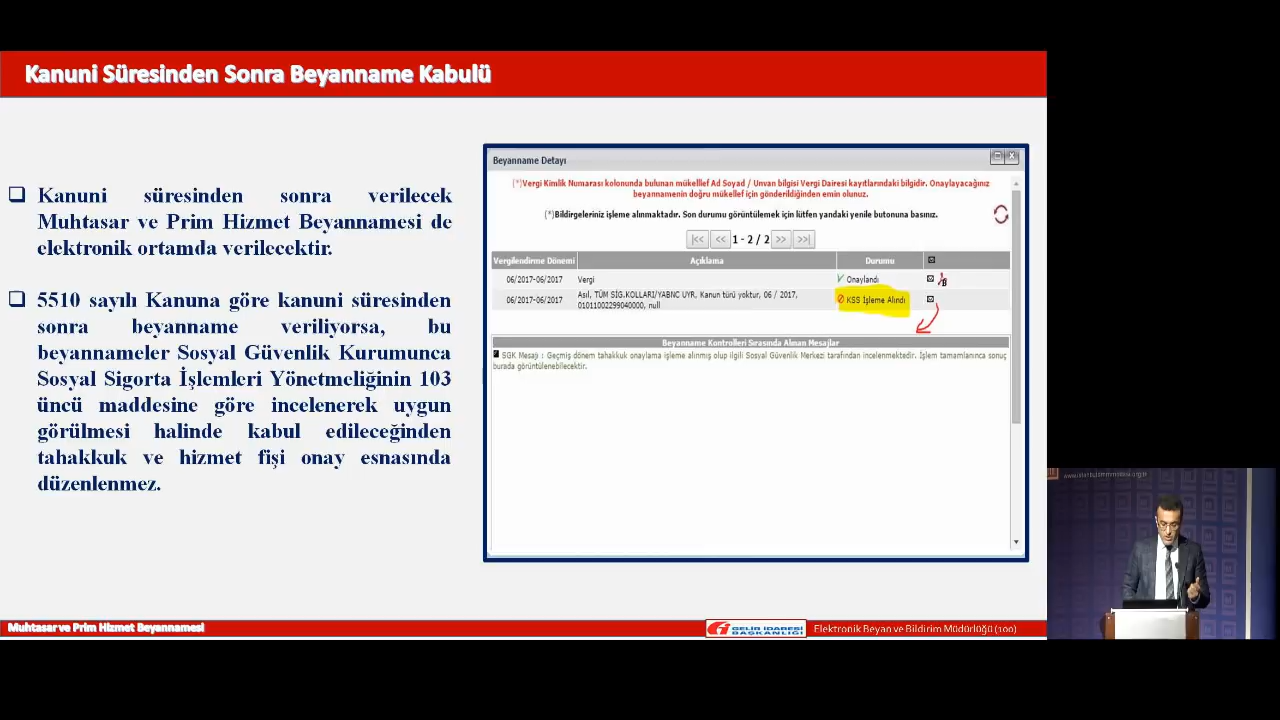 Kanuni Süresinden Sonra Beyanname Kabulü
Kanuni süresinden sonra verilecek
Muhtasar ve Prim Hizmet Beyannamesi de
elektronik ortamda verilecektir.
5510 sayılı Kanuna göre kanuni süresinden
sonra beyanname veriliyorsa, bu
beyannameler Sosyal Güvenlik Kurumunca
Sosyal Sigorta İşlemleri Yönetmeliğinin 103
üncü maddesine göre incelenerek uygun
görülmesi halinde kabul edileceğinden
tahakkuk ve hizmet fişi onay esnasında
düzenlenmez.
Beyanname Detayı
(*)Vergi Kimlik Numarası kolonunda bulunan mükelllef Ad Soyad / Unvan bilgisi Vergi Dairesi kayıtlarındaki bilgidir. Onaylayacağınız
beyannamenin doğru mükellef için gönderildiğinden emin olunuz.
(*)Bildirgeleriniz işleme alınmaktadır. Son durumu görüntülemek için lütfen yandaki yenile butonuna basınız.
|<< << 1 - 2 / 2 >> >>|
Vergilendirme Dönemi Açıklama Durumu
06/2017-06/2017 Vergi Onaylandı
06/2017-06/2017 Asıl, TÜM SİG.KOLLARI/YABNC UYR, Kanun türü yoktur, 06 / 2017, 01011002299040000, null KSS İşleme Alındı
Beyanname Kontrolleri Sırasında Alınan Mesajlar
SGK Mesajı : Geçmiş dönem tahakkuk onaylama işleme alınmış olup ilgili Sosyal Güvenlik Merkezi tarafından incelenmektedir. İşlem tamamlanınca sonuç
burada görüntülenebilecektir.
www.istanbulsmmmodasi.org.tr
Muhtasar ve Prim Hizmet Beyannamesi
GELİR İDARESİ
BAŞKANLIĞI
Elektronik Beyan ve Bildirim Müdürlüğü (100)